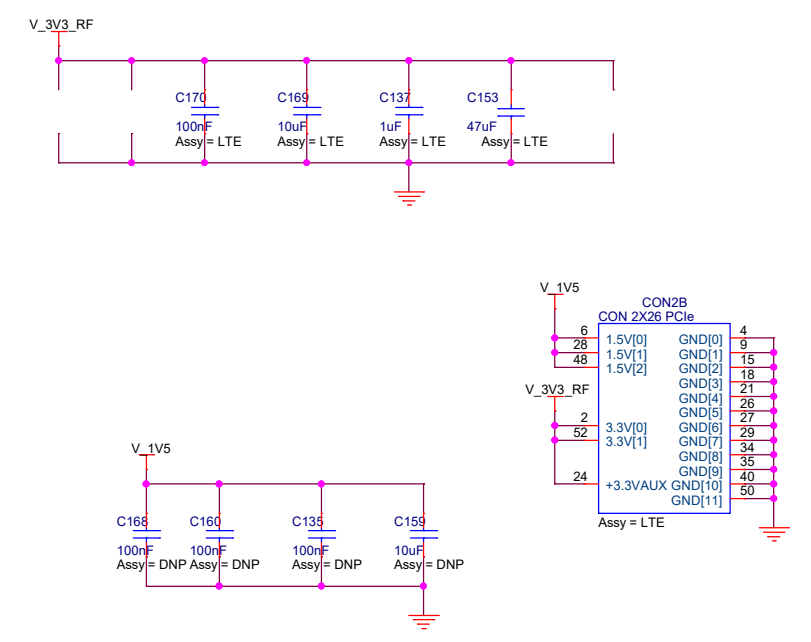 V_3V3_RF
C170
C169
C137
C153
100nF
10uF
1uF
47uF
Assy = LTE
Assy = LTE
Assy = LTE
Assy = LTE
V_1V5
CON2B
CON 2X26 PCIe
6
1.5V[0]
GND[0]
4
28
1.5V[1]
GND[1]
9
48
1.5V[2]
GND[2]
15
GND[3]
18
V_3V3_RF
GND[4]
21
GND[5]
26
2
3.3V[0]
GND[6]
27
52
3.3V[1]
GND[7]
29
GND[8]
34
GND[9]
35
24
+3.3VAUX
GND[10]
40
GND[11]
50
Assy = LTE
V_1V5
C168
C160
C135
C159
100nF
100nF
100nF
10uF
Assy = DNP
Assy = DNP
Assy = DNP
Assy = DNP